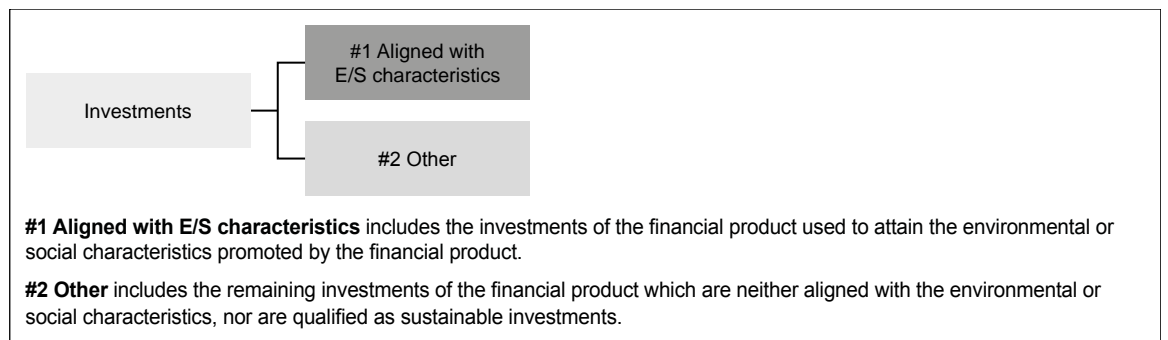 #1 Aligned with
E/S characteristics
Investments
#2 Other
#1 Aligned with E/S characteristics includes the investments of the financial product used to attain the environmental or
social characteristics promoted by the financial product.
#2 Other includes the remaining investments of the financial product which are neither aligned with the environmental or
social characteristics, nor are qualified as sustainable investments.